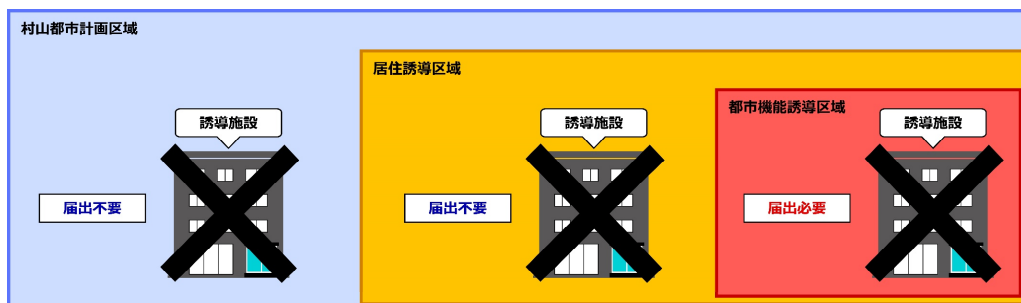 村山都市計画区域
居住誘導区域
都市機能誘導区域
誘導施設
誘導施設
誘導施設
届出不要
届出不要
届出必要